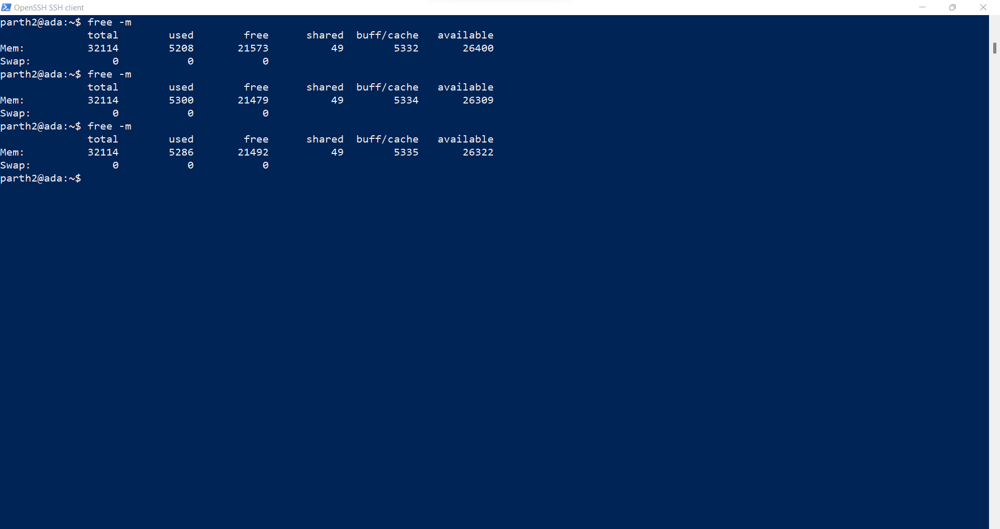 OpenSSH SSH client
parth2@ada:~$ free -m
              total        used        free      shared  buff/cache   available
Mem:          32114        5208       21573          49        5332       26400
Swap:             0           0           0
parth2@ada:~$ free -m
              total        used        free      shared  buff/cache   available
Mem:          32114        5300       21479          49        5334       26309
Swap:             0           0           0
parth2@ada:~$ free -m
              total        used        free      shared  buff/cache   available
Mem:          32114        5286       21492          49        5335       26322
Swap:             0           0           0
parth2@ada:~$